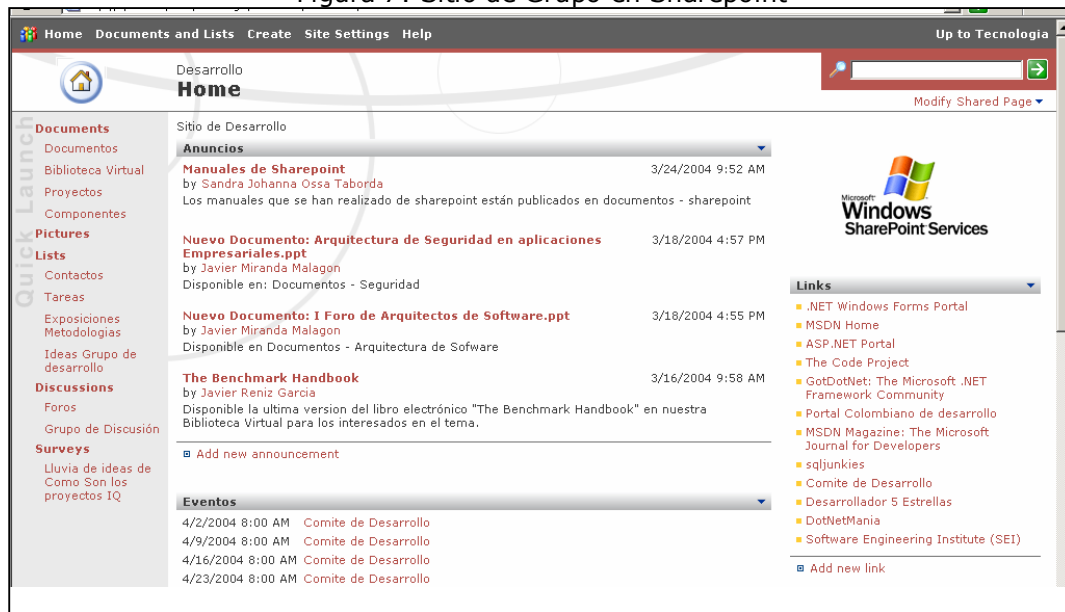 Figura 7. Sitio de Grupo en Sharepoint
Home Documents and Lists Create Site Settings Help
Up to Tecnologia
Desarrollo
Home
Modify Shared Page
Quick Launch
Documents
Documentos
Biblioteca Virtual
Proyectos
Componentes
Pictures
Lists
Contactos
Tareas
Exposiciones
Metodologias
Ideas Grupo de
desarrollo
Discussions
Foros
Grupo de Discusión
Surveys
Lluvia de ideas de
Como Son los
proyectos IQ
Sitio de Desarrollo
Anuncios
Manuales de Sharepoint 3/24/2004 9:52 AM
by Sandra Johanna Ossa Taborda
Los manuales que se han realizado de sharepoint están publicados en documentos - sharepoint
Nuevo Documento: Arquitectura de Seguridad en aplicaciones 3/18/2004 4:57 PM
Empresariales.ppt
by Javier Miranda Malagon
Disponible en: Documentos - Seguridad
Nuevo Documento: I Foro de Arquitectos de Software.ppt 3/18/2004 4:55 PM
by Javier Miranda Malagon
Disponible en Documentos - Arquitectura de Sofware
The Benchmark Handbook 3/16/2004 9:58 AM
by Javier Reniz Garcia
Disponible la ultima version del libro electrónico "The Benchmark Handbook" en nuestra
Biblioteca Virtual para los interesados en el tema.
Add new announcement
Eventos
4/2/2004 8:00 AM Comite de Desarrollo
4/9/2004 8:00 AM Comite de Desarrollo
4/16/2004 8:00 AM Comite de Desarrollo
4/23/2004 8:00 AM Comite de Desarrollo
Microsoft
Windows
SharePoint Services
Links
.NET Windows Forms Portal
MSDN Home
ASP.NET Portal
The Code Project
GotDotNet: The Microsoft .NET
Framework Community
Portal Colombiano de desarrollo
MSDN Magazine: The Microsoft
Journal for Developers
sqljunkies
Comite de Desarrollo
Desarrollador 5 Estrellas
DotNetMania
Software Engineering Institute (SEI)
Add new link